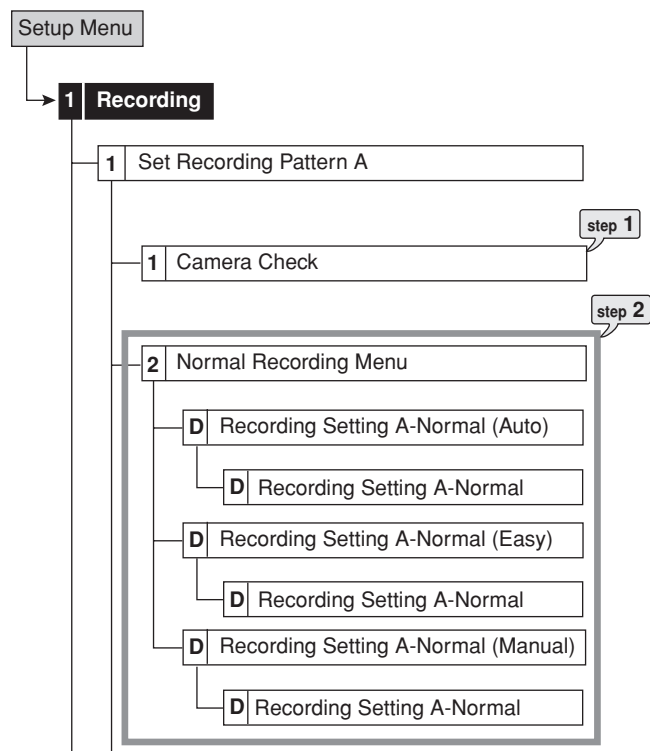 Setup Menu
1 Recording
1 Set Recording Pattern A
step 1
1 Camera Check
step 2
2 Normal Recording Menu
D Recording Setting A-Normal (Auto)
D Recording Setting A-Normal
D Recording Setting A-Normal (Easy)
D Recording Setting A-Normal
D Recording Setting A-Normal (Manual)
D Recording Setting A-Normal